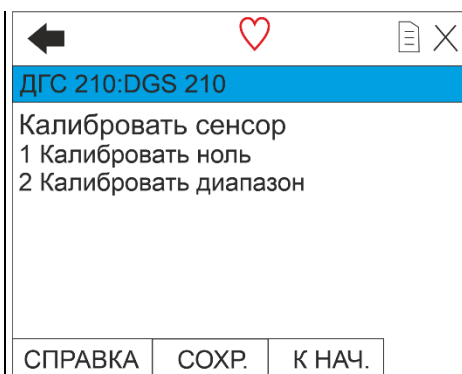 ДГС 210:DGS 210
Калибровать сенсор
1 Калибровать ноль
2 Калибровать диапазон
СПРАВКА СОХР. К НАЧ.